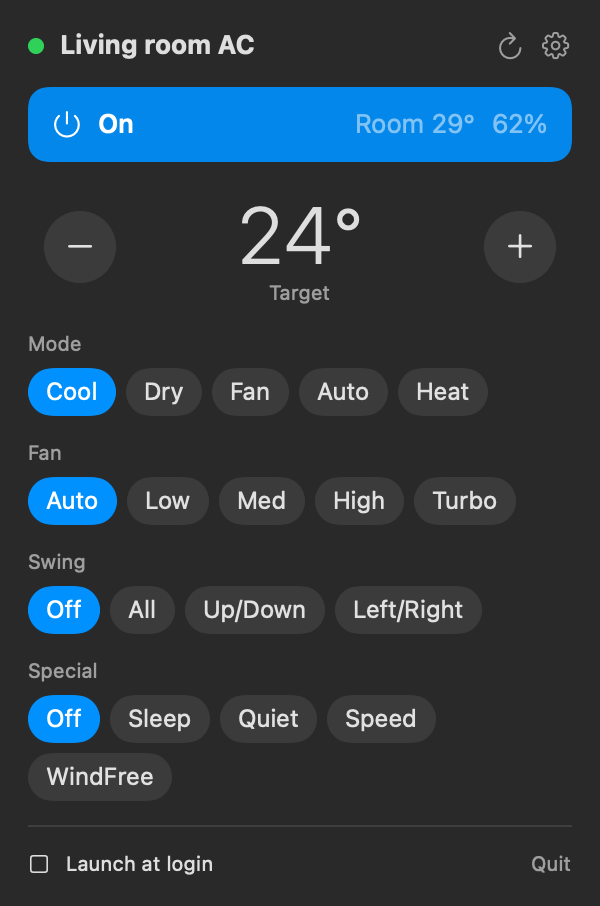 Living room AC
On Room 29° 62%
24°
Target
Mode
Cool Dry Fan Auto Heat
Fan
Auto Low Med High Turbo
Swing
Off All Up/Down Left/Right
Special
Off Sleep Quiet Speed
WindFree
Launch at login Quit